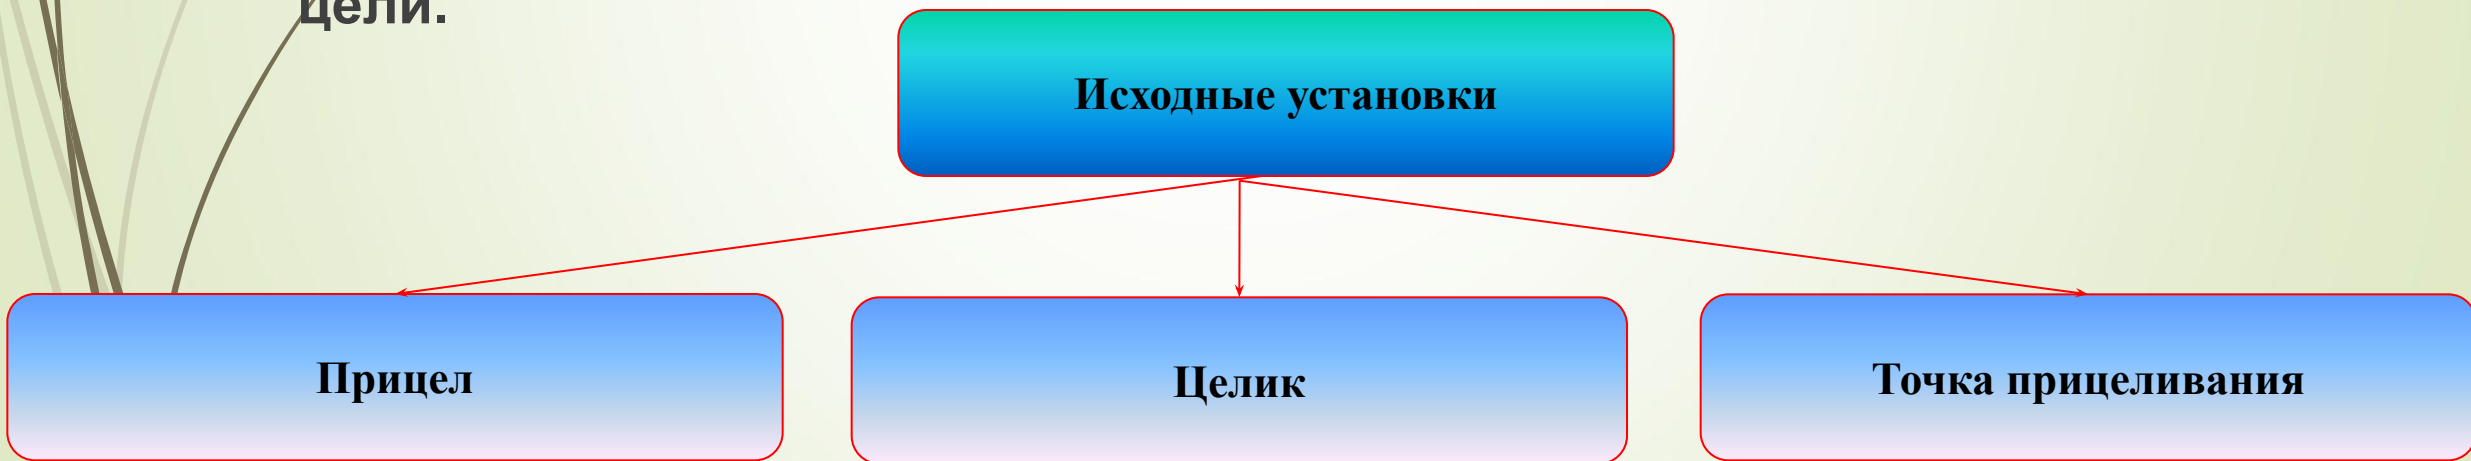 цели.
Исходные установки
Прицел
Целик
Точка прицеливания